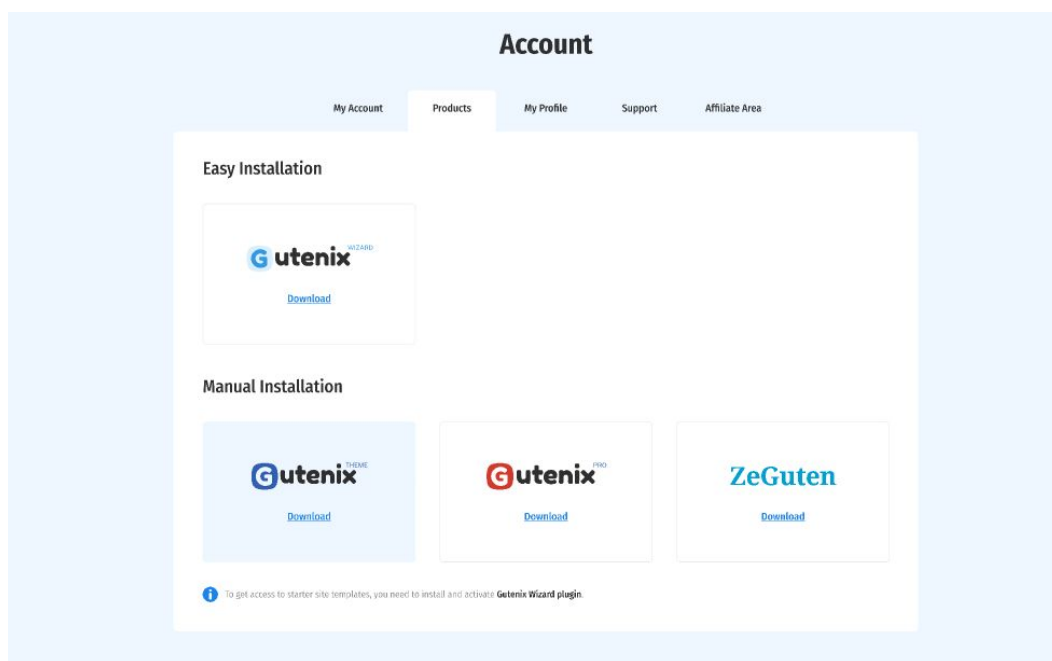 Account
My Account Products My Profile Support Affiliate Area
Easy Installation
Gutenix WIZARD
Download
Manual Installation
Gutenix THEME Gutenix PRO ZeGuten
Download Download Download
To get access to starter site templates, you need to install and activate Gutenix Wizard plugin.